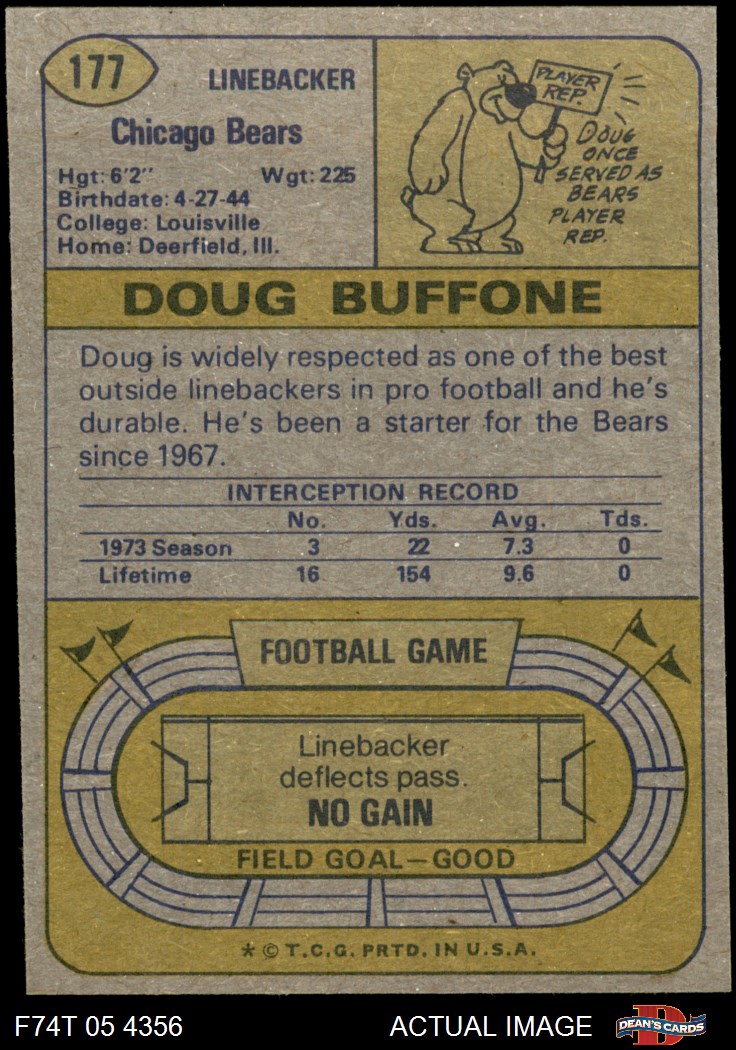 177
LINEBACKER
Chicago Bears
Hgt: 6'2" Wgt: 225
Birthdate: 4-27-44
College: Louisville
Home: Deerfield, Ill.
PLAYER
REP.
DOUG
ONCE
SERVED AS
BEARS
PLAYER
REP.
DOUG BUFFONE
Doug is widely respected as one of the best
outside linebackers in pro football and he's
durable. He's been a starter for the Bears
since 1967.
INTERCEPTION RECORD
No. Yds. Avg. Tds.
1973 Season 3 22 7.3 0
Lifetime 16 154 9.6 0
FOOTBALL GAME
Linebacker
deflects pass.
NO GAIN
FIELD GOAL—GOOD
* © T.C.G. PRTD. IN U.S.A.
F74T 05 4356 ACTUAL IMAGE D DEAN'S CARDS